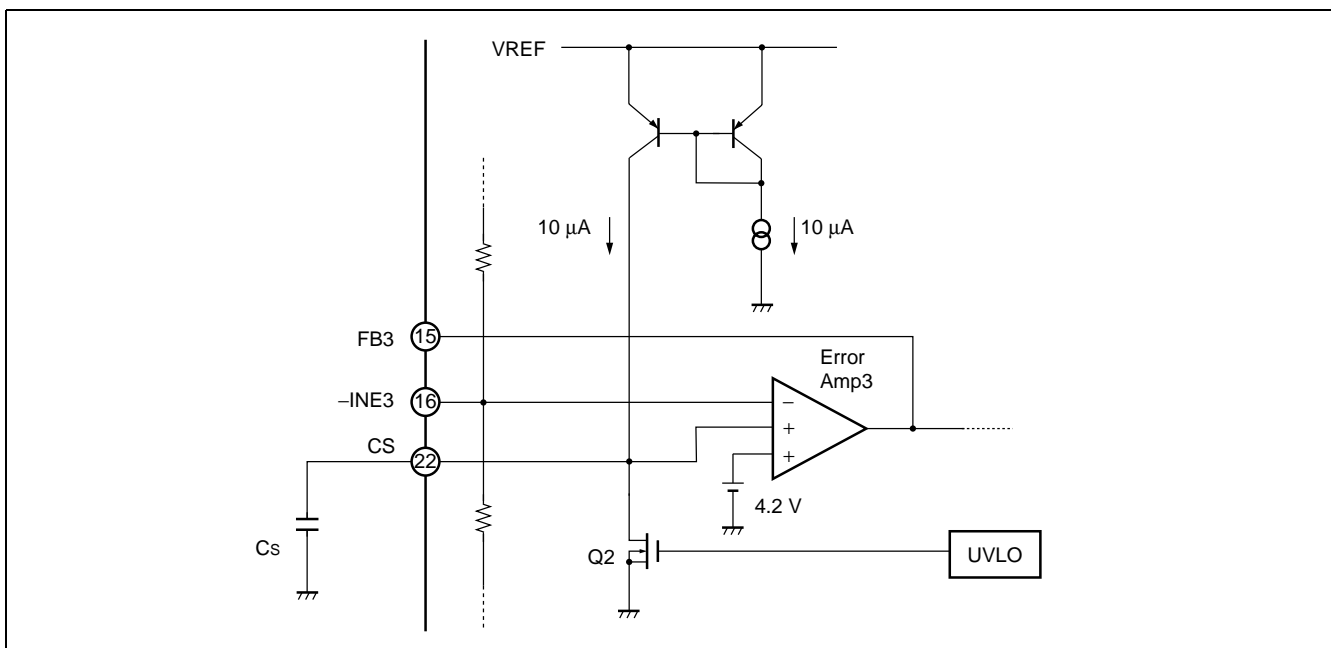 VREF
10 μA
10 μA
FB3
15
Error
Amp3
–INE3
16
−
CS
22
+
+
4.2 V
Cs
Q2
UVLO